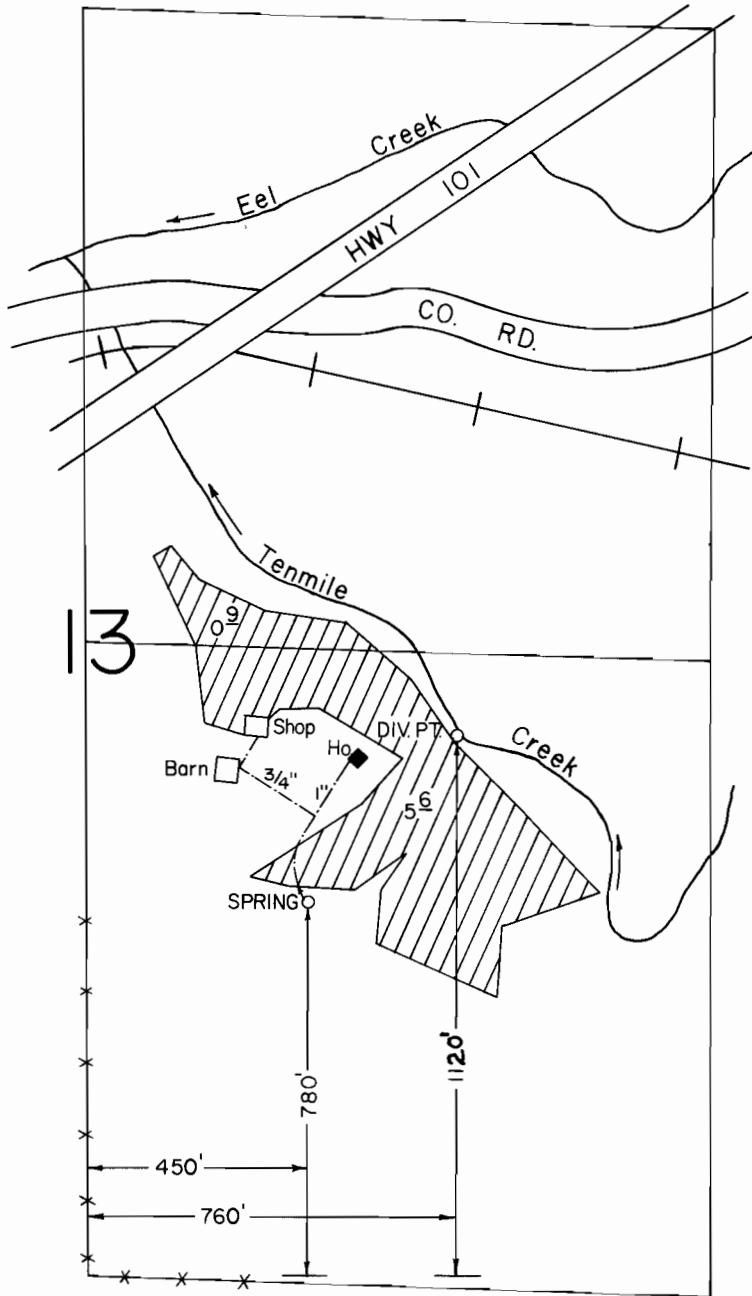 Eel Creek
HWY 101
CO. RD.
Tenmile Creek
13
0 9
Shop
DIV. PT.
Ho.
Barn
3/4"
1"
5 6
SPRING
1120'
780'
450'
760'